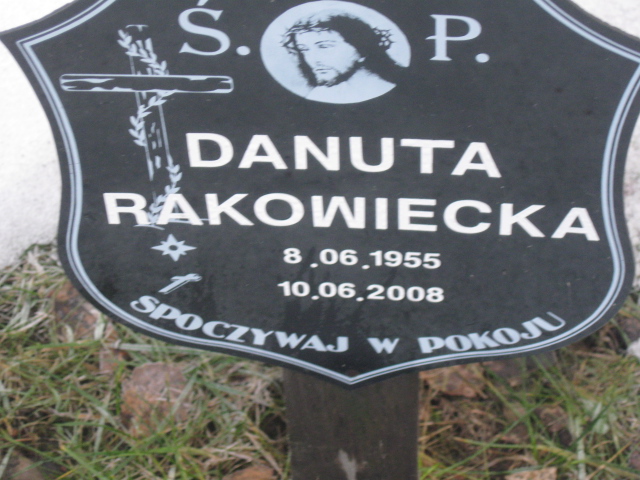 Ś. P.
DANUTA
RAKOWIECKA
8.06.1955
10.06.2008
SPOCZYWAJ W POKOJU